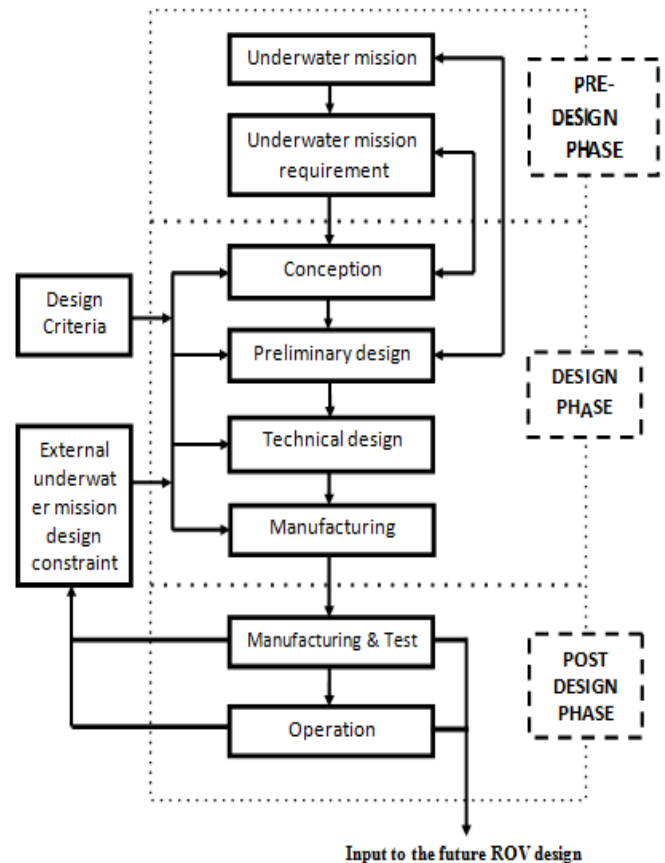 Underwater mission
PRE-
DESIGN
PHASE
Underwater mission
requirement
Conception
Design
Criteria
Preliminary design
DESIGN
PHASE
Technical design
External
underwat
er mission
design
constraint
Manufacturing
Manufacturing & Test
POST
DESIGN
PHASE
Operation
Input to the future ROV design